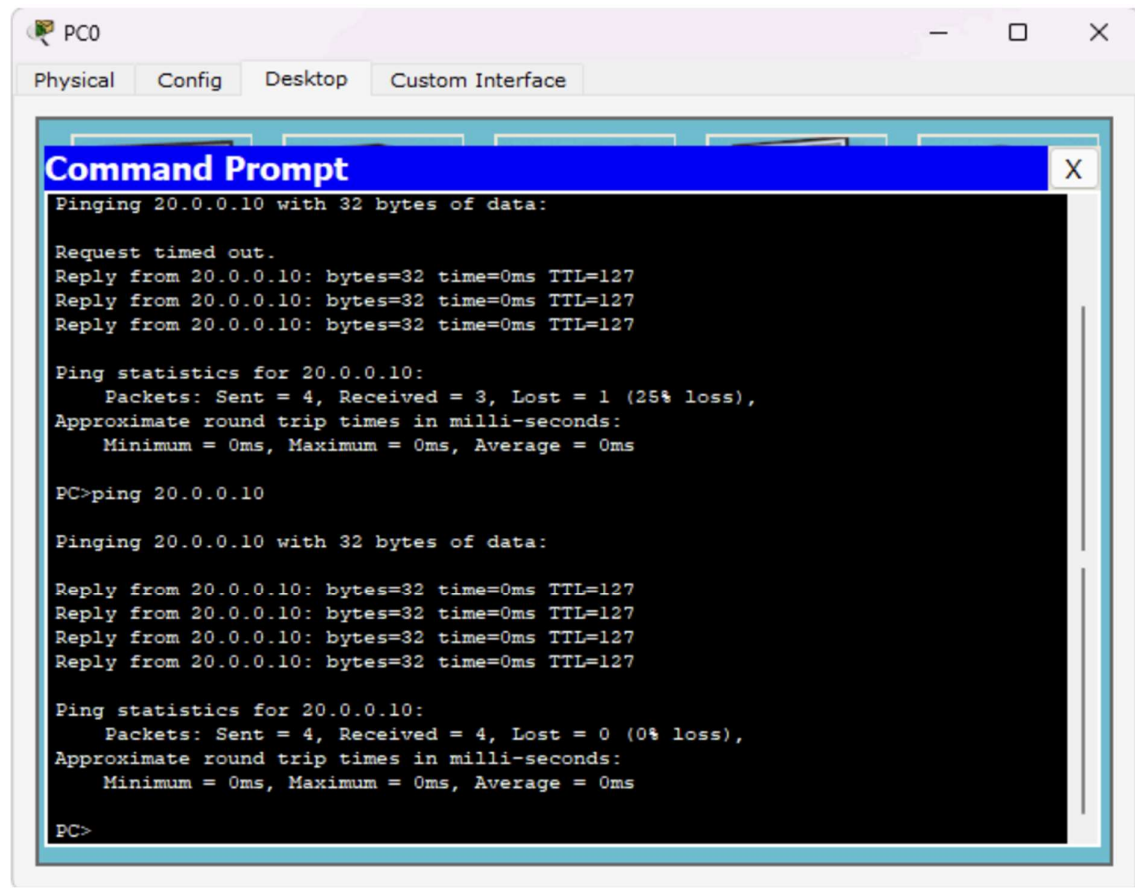 PC0
Physical Config Desktop Custom Interface
Command Prompt X
Pinging 20.0.0.10 with 32 bytes of data:
Request timed out.
Reply from 20.0.0.10: bytes=32 time=0ms TTL=127
Reply from 20.0.0.10: bytes=32 time=0ms TTL=127
Reply from 20.0.0.10: bytes=32 time=0ms TTL=127
Ping statistics for 20.0.0.10:
Packets: Sent = 4, Received = 3, Lost = 1 (25% loss),
Approximate round trip times in milli-seconds:
Minimum = 0ms, Maximum = 0ms, Average = 0ms
PC>ping 20.0.0.10
Pinging 20.0.0.10 with 32 bytes of data:
Reply from 20.0.0.10: bytes=32 time=0ms TTL=127
Reply from 20.0.0.10: bytes=32 time=0ms TTL=127
Reply from 20.0.0.10: bytes=32 time=0ms TTL=127
Reply from 20.0.0.10: bytes=32 time=0ms TTL=127
Ping statistics for 20.0.0.10:
Packets: Sent = 4, Received = 4, Lost = 0 (0% loss),
Approximate round trip times in milli-seconds:
Minimum = 0ms, Maximum = 0ms, Average = 0ms
PC>